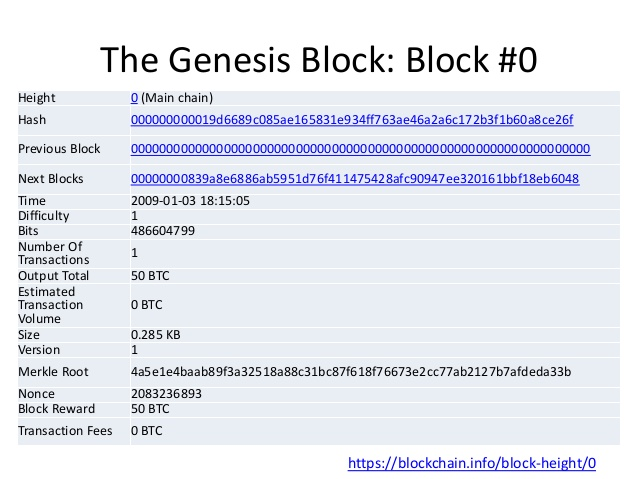 The Genesis Block: Block #0
Height 0 (Main chain)
Hash 000000000019d6689c085ae165831e934ff763ae46a2a6c172b3f1b60a8ce26f
Previous Block 0000000000000000000000000000000000000000000000000000000000000000
Next Blocks 00000000839a8e6886ab5951d76f411475428afc90947ee320161bbf18eb6048
Time 2009-01-03 18:15:05
Difficulty 1
Bits 486604799
Number Of
Transactions 1
Output Total 50 BTC
Estimated
Transaction 0 BTC
Volume
Size 0.285 KB
Version 1
Merkle Root 4a5e1e4baab89f3a32518a88c31bc87f618f76673e2cc77ab2127b7afdeda33b
Nonce 2083236893
Block Reward 50 BTC
Transaction Fees 0 BTC
https://blockchain.info/block-height/0